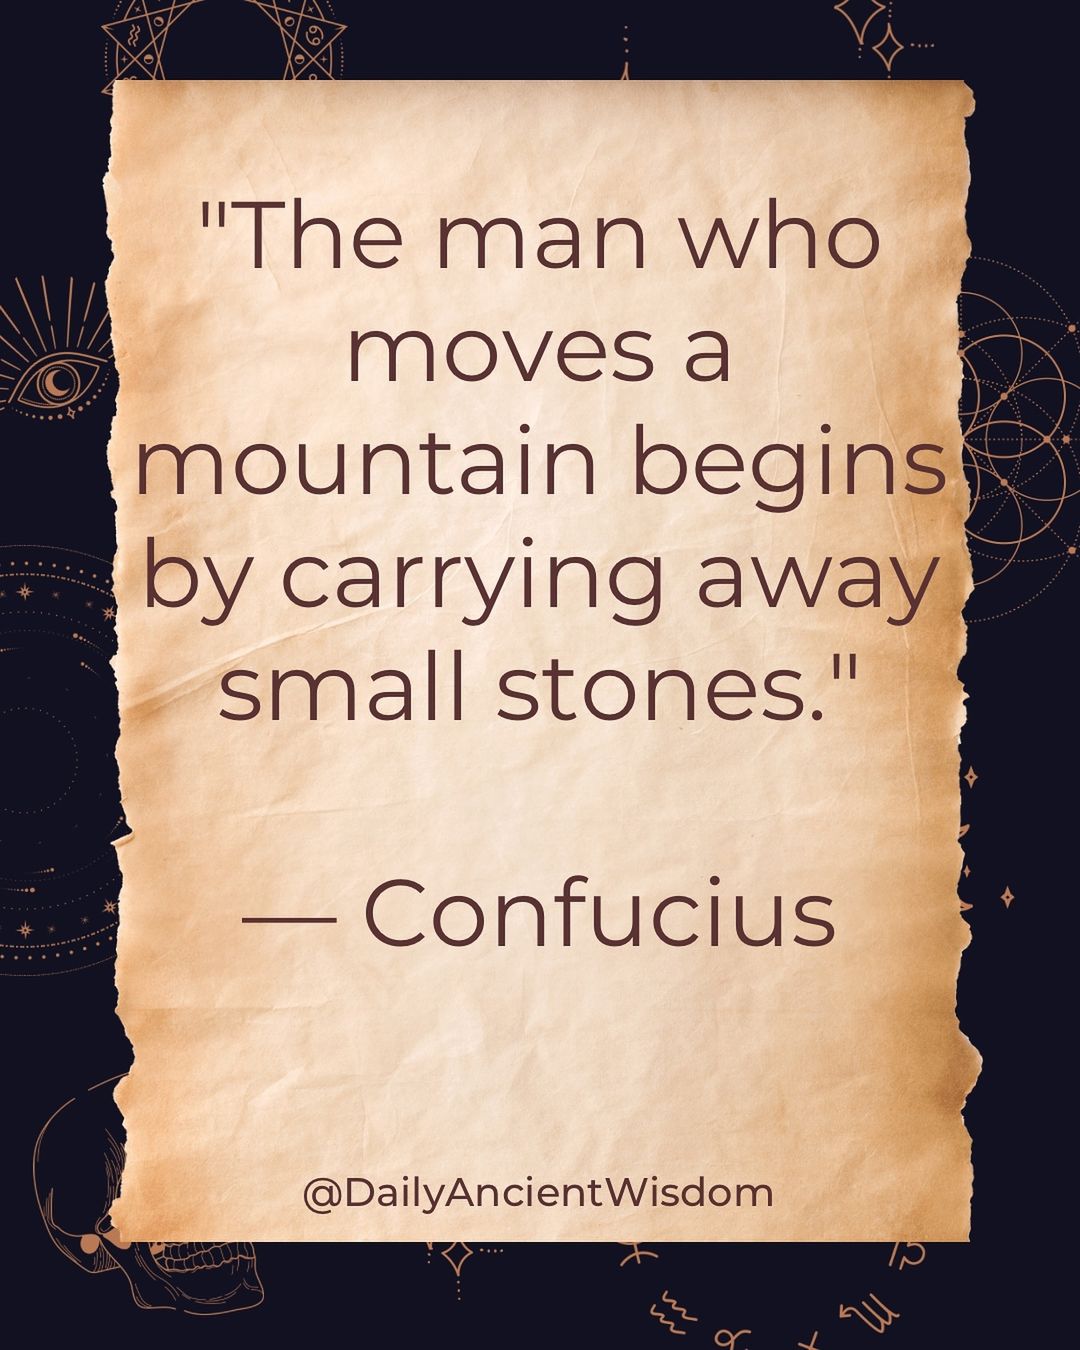 "The man who
moves a
mountain begins
by carrying away
small stones."
— Confucius
@DailyAncientWisdom